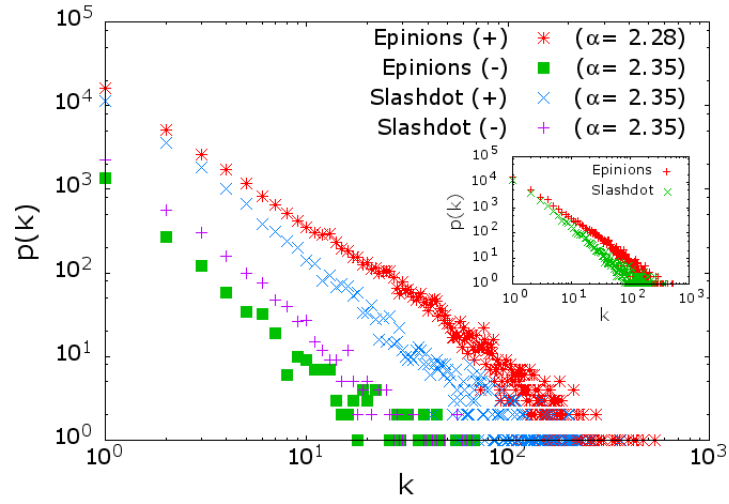 10^5
10^4
10^3
10^2
10^1
10^0
p(k)
Epinions (+) (α= 2.28)
Epinions (-) (α= 2.35)
Slashdot (+) (α= 2.35)
Slashdot (-) (α= 2.35)
10^5
10^4
10^3
10^2
10^1
10^0
p(k)
Epinions
Slashdot
10^0 10^1 10^2 10^3
k
10^0 10^1 10^2 10^3
k